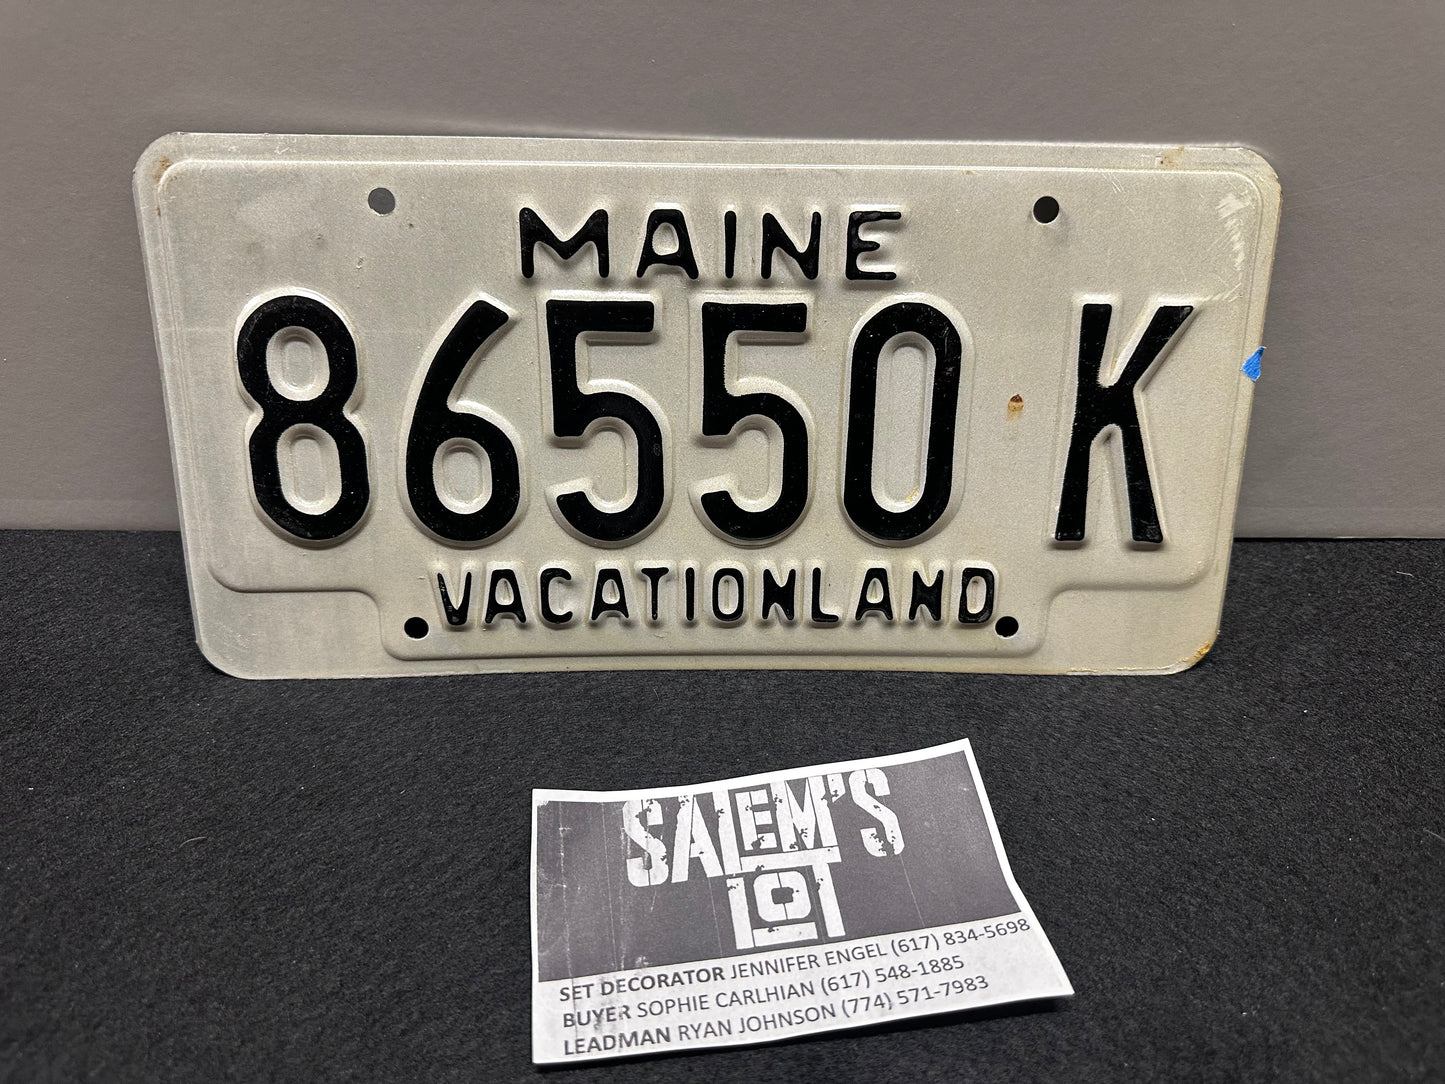 MAINE
86550 K
VACATIONLAND
SALEM'S
LOT
SET DECORATOR JENNIFER ENGEL (617) 834-5698
BUYER SOPHIE CARLHIAN (617) 548-1885
LEADMAN RYAN JOHNSON (774) 571-7983